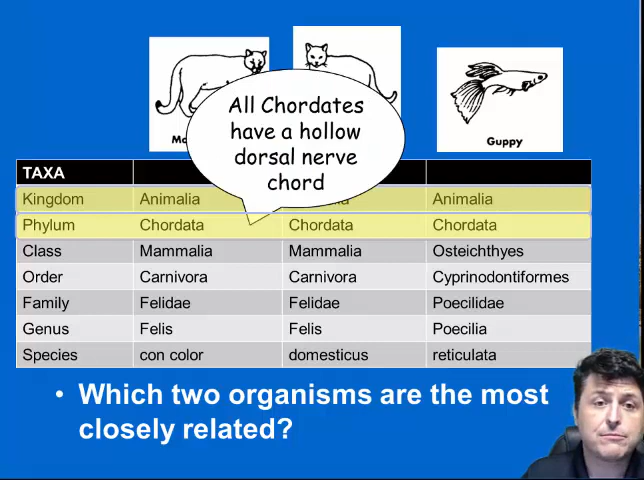 All Chordates
have a hollow
dorsal nerve
chord
Guppy
TAXA
Kingdom Animalia Animalia
Phylum Chordata Chordata Chordata
Class Mammalia Mammalia Osteichthyes
Order Carnivora Carnivora Cyprinodontiformes
Family Felidae Felidae Poecilidae
Genus Felis Felis Poecilia
Species con color domesticus reticulata
• Which two organisms are the most
closely related?